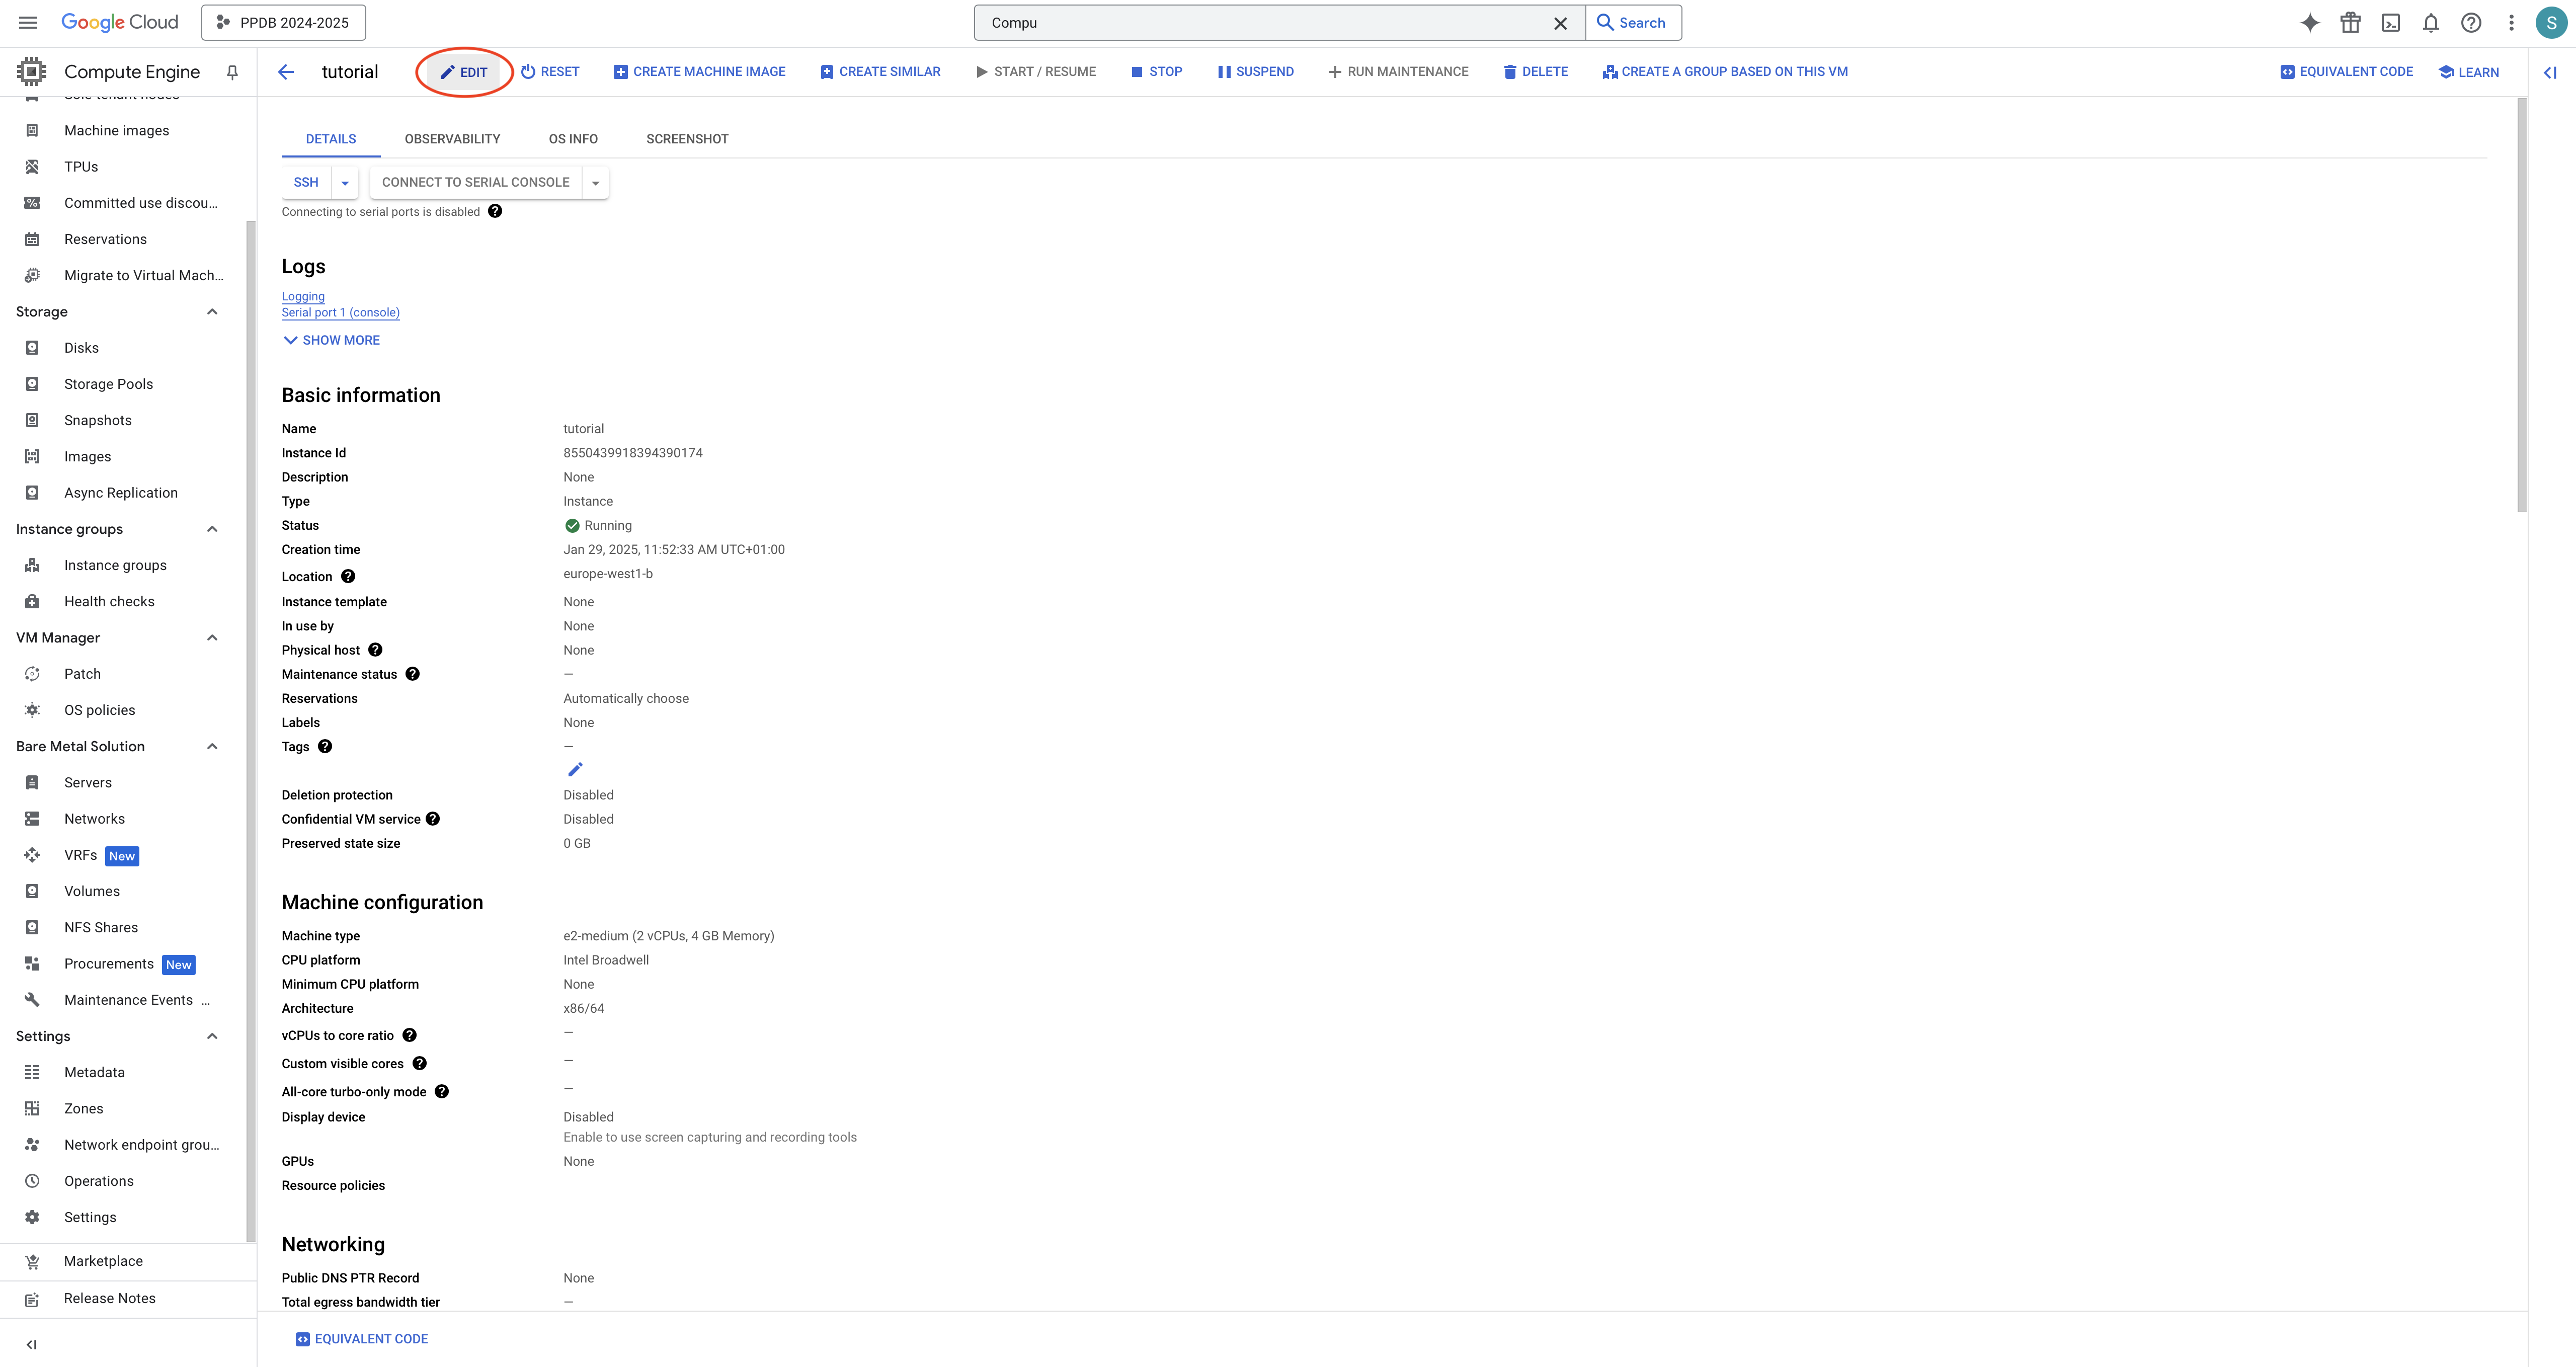 Google Cloud
PPDB 2024-2025
Compu
Search
S
Compute Engine
tutorial
EDIT
RESET
CREATE MACHINE IMAGE
CREATE SIMILAR
START / RESUME
STOP
SUSPEND
RUN MAINTENANCE
DELETE
CREATE A GROUP BASED ON THIS VM
EQUIVALENT CODE
LEARN
Sole-tenant nodes
Machine images
TPUs
Committed use discou...
Reservations
Migrate to Virtual Mach...
Storage
Disks
Storage Pools
Snapshots
Images
Async Replication
Instance groups
Instance groups
Health checks
VM Manager
Patch
OS policies
Bare Metal Solution
Servers
Networks
VRFs New
Volumes
NFS Shares
Procurements New
Maintenance Events ...
Settings
Metadata
Zones
Network endpoint grou...
Operations
Settings
Marketplace
Release Notes
DETAILS
OBSERVABILITY
OS INFO
SCREENSHOT
SSH
CONNECT TO SERIAL CONSOLE
Connecting to serial ports is disabled
Logs
Logging
Serial port 1 (console)
SHOW MORE
Basic information
Name tutorial
Instance Id 8550439918394390174
Description None
Type Instance
Status Running
Creation time Jan 29, 2025, 11:52:33 AM UTC+01:00
Location europe-west1-b
Instance template None
In use by None
Physical host None
Maintenance status —
Reservations Automatically choose
Labels None
Tags —
Deletion protection Disabled
Confidential VM service Disabled
Preserved state size 0 GB
Machine configuration
Machine type e2-medium (2 vCPUs, 4 GB Memory)
CPU platform Intel Broadwell
Minimum CPU platform None
Architecture x86/64
vCPUs to core ratio —
Custom visible cores —
All-core turbo-only mode —
Display device Disabled
Enable to use screen capturing and recording tools
GPUs None
Resource policies
Networking
Public DNS PTR Record None
Total egress bandwidth tier —
EQUIVALENT CODE